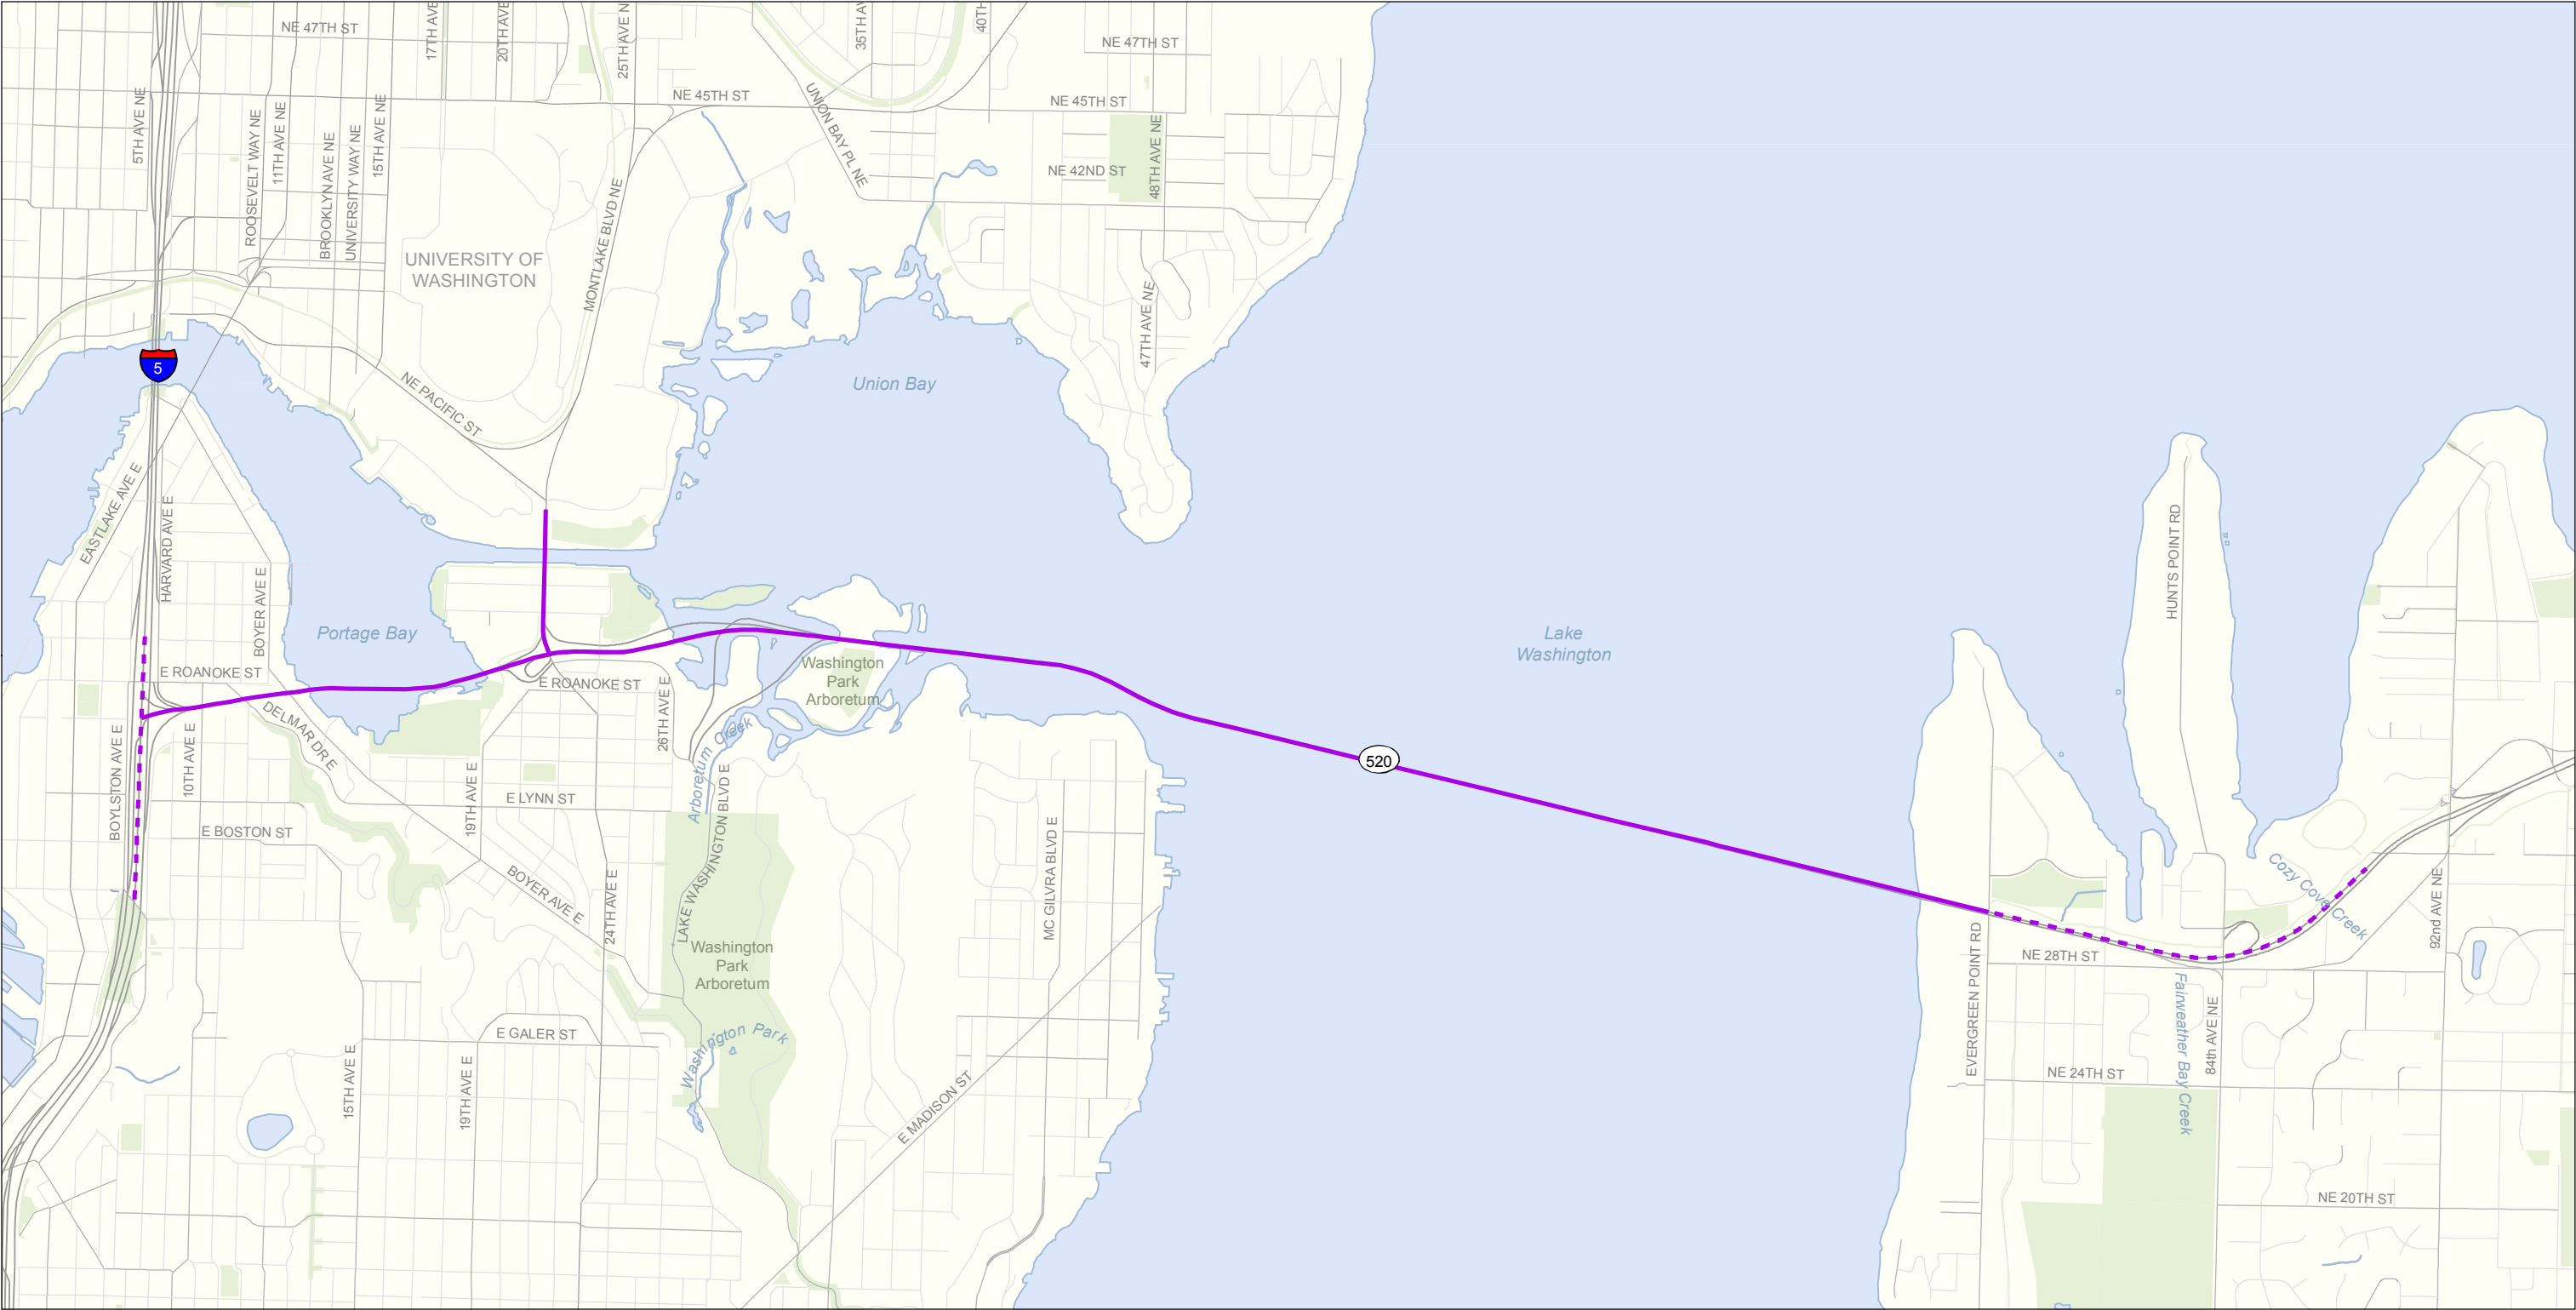 NE 47TH ST
17TH AVE
20TH AVE
25TH AVE N
35TH AV
40TH
NE 47TH ST
5TH AVE NE
NE 45TH ST
UNION BAY PL NE
NE 45TH ST
ROOSEVELT WAY NE
11TH AVE NE
BROOKLYN AVE NE
UNIVERSITY WAY NE
15TH AVE NE
NE 42ND ST
48TH AVE NE
MONTLAKE BLVD NE
UNIVERSITY OF
WASHINGTON
47TH AVE NE
5
NE PACIFIC ST
Union Bay
EASTLAKE AVE E
HARVARD AVE E
BOYER AVE E
Portage Bay
HUNTS POINT RD
Lake
Washington
E ROANOKE ST
E ROANOKE ST
26TH AVE E
Washington
Park
Arboretum
BOYLSTON AVE E
10TH AVE E
DELMAR DR E
Arboretum Creek
520
19TH AVE E
E LYNN ST
E BOSTON ST
LAKE WASHINGTON BLVD E
MC GILVRA BLVD E
BOYER AVE E
24TH AVE E
Cozy Cove Creek
92nd AVE NE
Washington
Park
Arboretum
EVERGREEN POINT RD
NE 28TH ST
Fairweather Bay Creek
84th AVE NE
E GALER ST
Washington Park
15TH AVE E
19TH AVE E
E MADISON ST
NE 24TH ST
NE 20TH ST